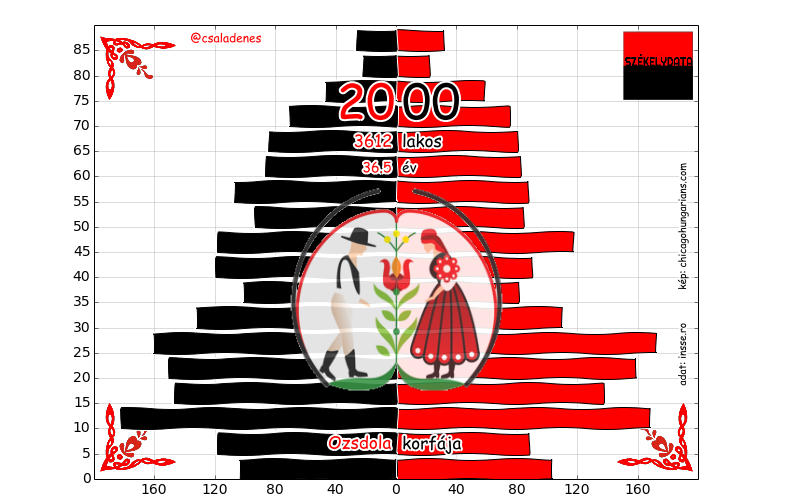 @csaladenes
SZÉKELYDATA
2000
3612 lakos
36.5 év
kép: chicagohungarians.com
adat: insse.ro
Ozsdola korfája
85
80
75
70
65
60
55
50
45
40
35
30
25
20
15
10
5
0
160 120 80 40 0 40 80 120 160